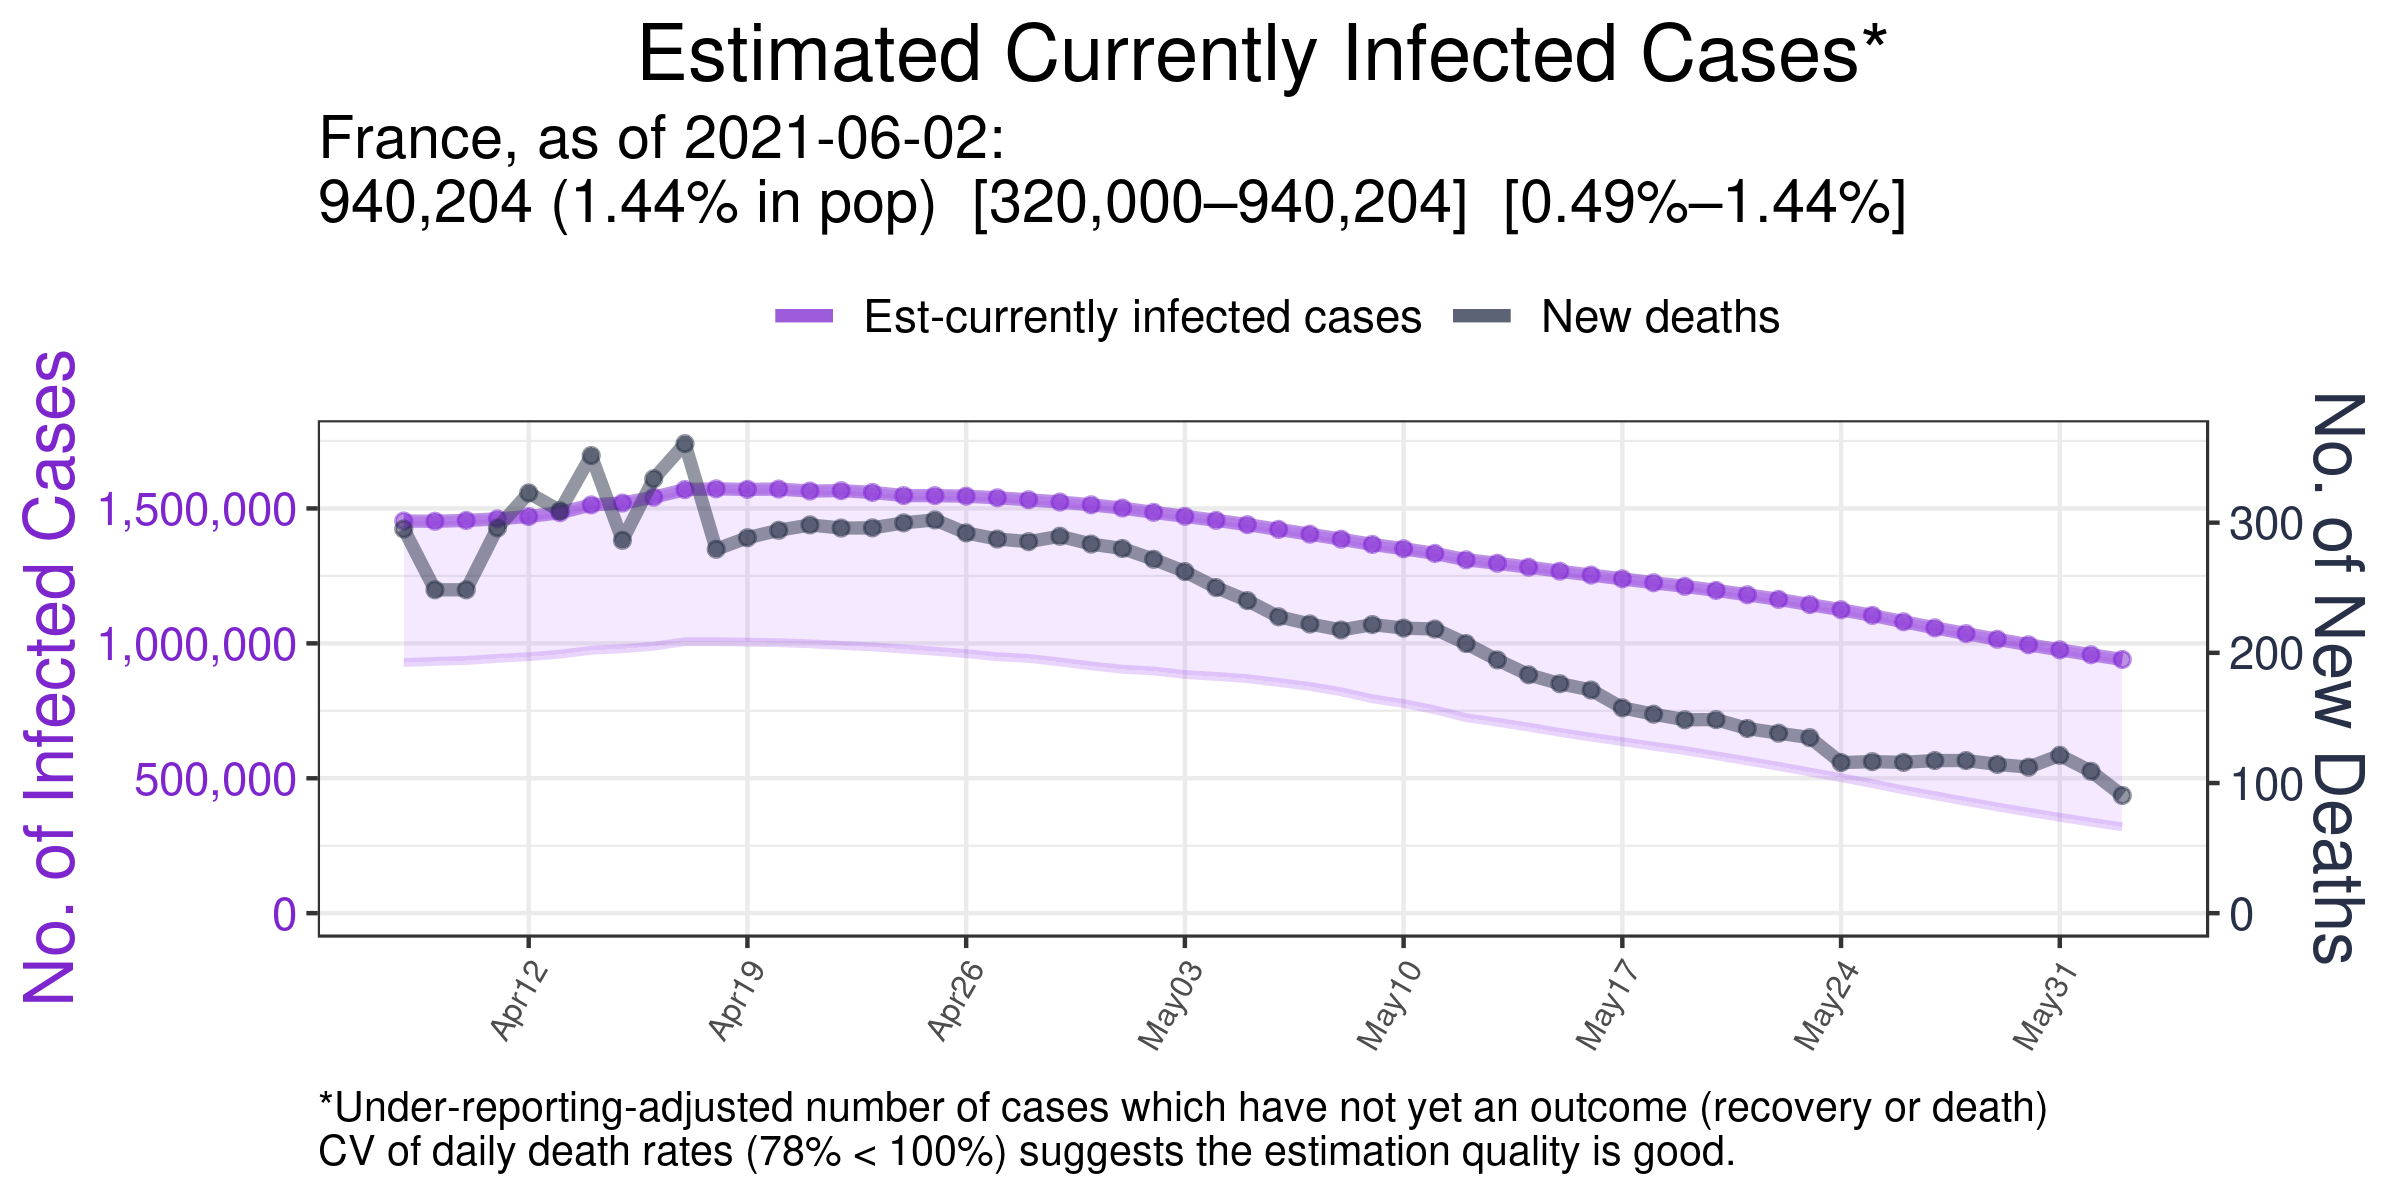 Estimated Currently Infected Cases*
France, as of 2021-06-02:
940,204 (1.44% in pop)  [320,000–940,204]  [0.49%–1.44%]
Est-currently infected cases
New deaths
No. of Infected Cases
1,500,000
1,000,000
500,000
0
300
200
100
0
No. of New Deaths
Apr12
Apr19
Apr26
May03
May10
May17
May24
May31
*Under-reporting-adjusted number of cases which have not yet an outcome (recovery or death)
CV of daily death rates (78% < 100%) suggests the estimation quality is good.